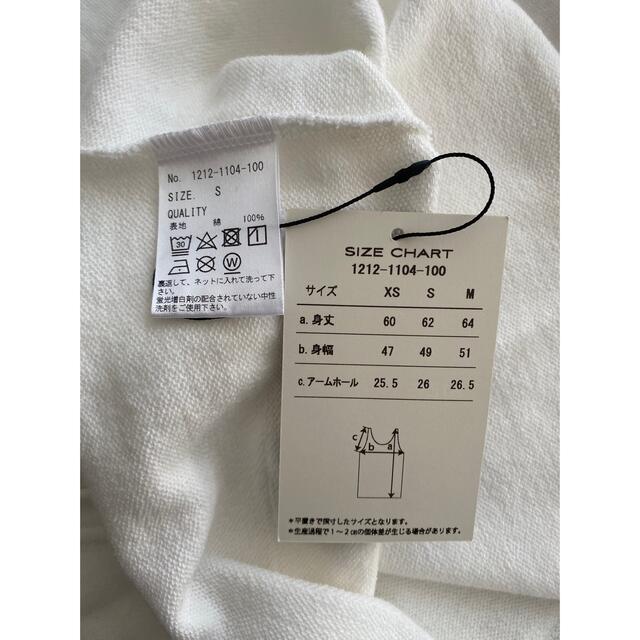 No. 1212-1104-100
SIZE. S
QUALITY
表地 綿 100%
30
W
裏返して、ネットに入れて洗って下
さい。
蛍光増白剤の配合されていない中性
洗剤をご使用下さい。
SIZE CHART
1212-1104-100
サイズ XS S M
a.身丈 60 62 64
b.身幅 47 49 51
c.アームホール 25.5 26 26.5
c b a
*平置きで採寸したサイズとなります。
*生産過程で1〜2cmの個体差が生じる場合があります。